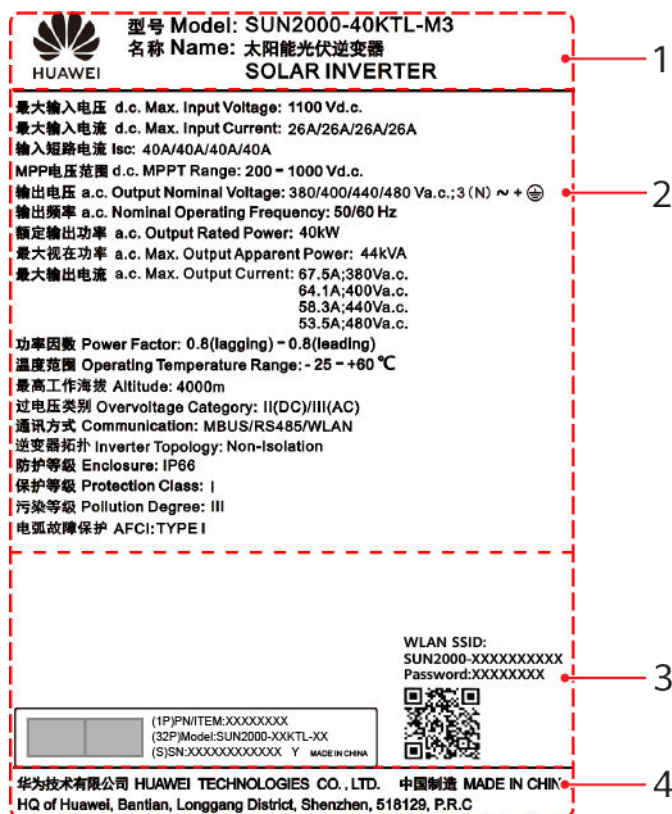 HUAWEI
型号 Model: SUN2000-40KTL-M3
名称 Name: 太阳能光伏逆变器
SOLAR INVERTER
1
最大输入电压 d.c. Max. Input Voltage: 1100 Vd.c.
最大输入电流 d.c. Max. Input Current: 26A/26A/26A/26A
输入短路电流 Isc: 40A/40A/40A/40A
MPP电压范围 d.c. MPPT Range: 200 - 1000 Vd.c.
输出电压 a.c. Output Nominal Voltage: 380/400/440/480 Va.c.;3 (N) ~ + ⏚
2
输出频率 a.c. Nominal Operating Frequency: 50/60 Hz
额定输出功率 a.c. Output Rated Power: 40kW
最大视在功率 a.c. Max. Output Apparent Power: 44kVA
最大输出电流 a.c. Max. Output Current: 67.5A;380Va.c.
64.1A;400Va.c.
58.3A;440Va.c.
53.5A;480Va.c.
功率因数 Power Factor: 0.8(lagging) - 0.8(leading)
温度范围 Operating Temperature Range: - 25 - +60 ℃
最高工作海拔 Altitude: 4000m
过电压类别 Overvoltage Category: II(DC)/III(AC)
通讯方式 Communication: MBUS/RS485/WLAN
逆变器拓扑 Inverter Topology: Non-Isolation
防护等级 Enclosure: IP66
保护等级 Protection Class: I
污染等级 Pollution Degree: III
电弧故障保护 AFCI:TYPE I
WLAN SSID:
SUN2000-XXXXXXXXXX
Password:XXXXXXXX
3
(1P)PN/ITEM:XXXXXXXX
(32P)Model:SUN2000-XXKTL-XX
(S)SN:XXXXXXXXXXXX Y MADE IN CHINA
华为技术有限公司 HUAWEI TECHNOLOGIES CO., LTD. 中国制造 MADE IN CHIN
4
HQ of Huawei, Bantian, Longgang District, Shenzhen, 518129, P.R.C